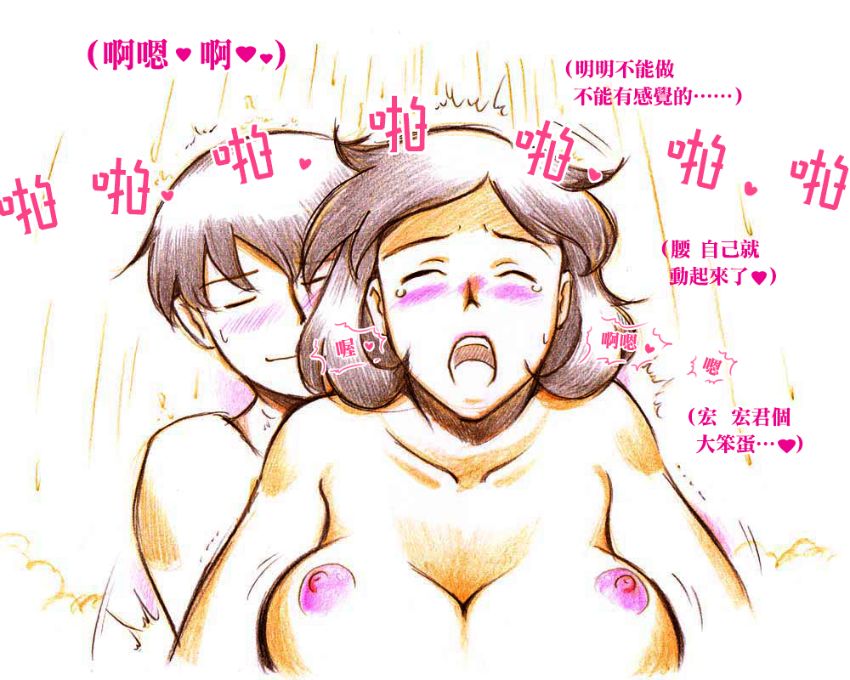 (啊嗯♥啊♥♥)
(明明不能做
不能有感覺的……)
啪 啪♥啪♥啪 啪♥啪♥啪
(腰 自己就
動起來了♥)
喔♥
啊嗯♥
嗯
(宏 宏君個
大笨蛋…♥)